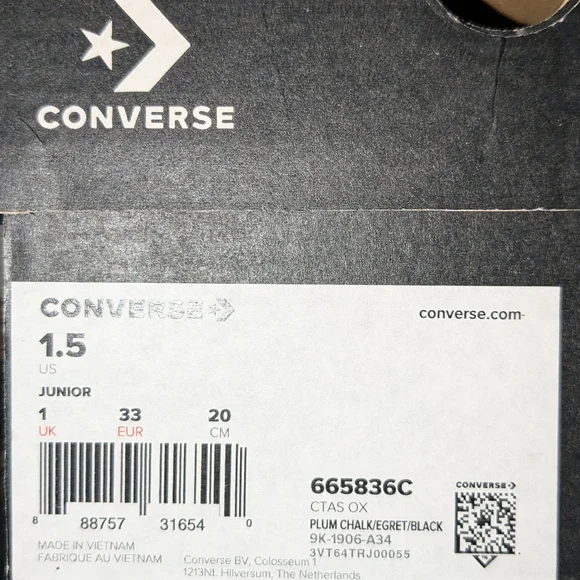 CONVERSE
CONVERSE
converse.com
1.5
US
JUNIOR
1 33 20
UK EUR CM
8 88757 31654 0
665836C
CTAS OX
PLUM CHALK/EGRET/BLACK
9K-1906-A34
3VT64TRJ00055
CONVERSE
MADE IN VIETNAM
FABRIQUE AU VIETNAM
Converse BV, Colosseum 1
1213NL Hilversum, The Netherlands